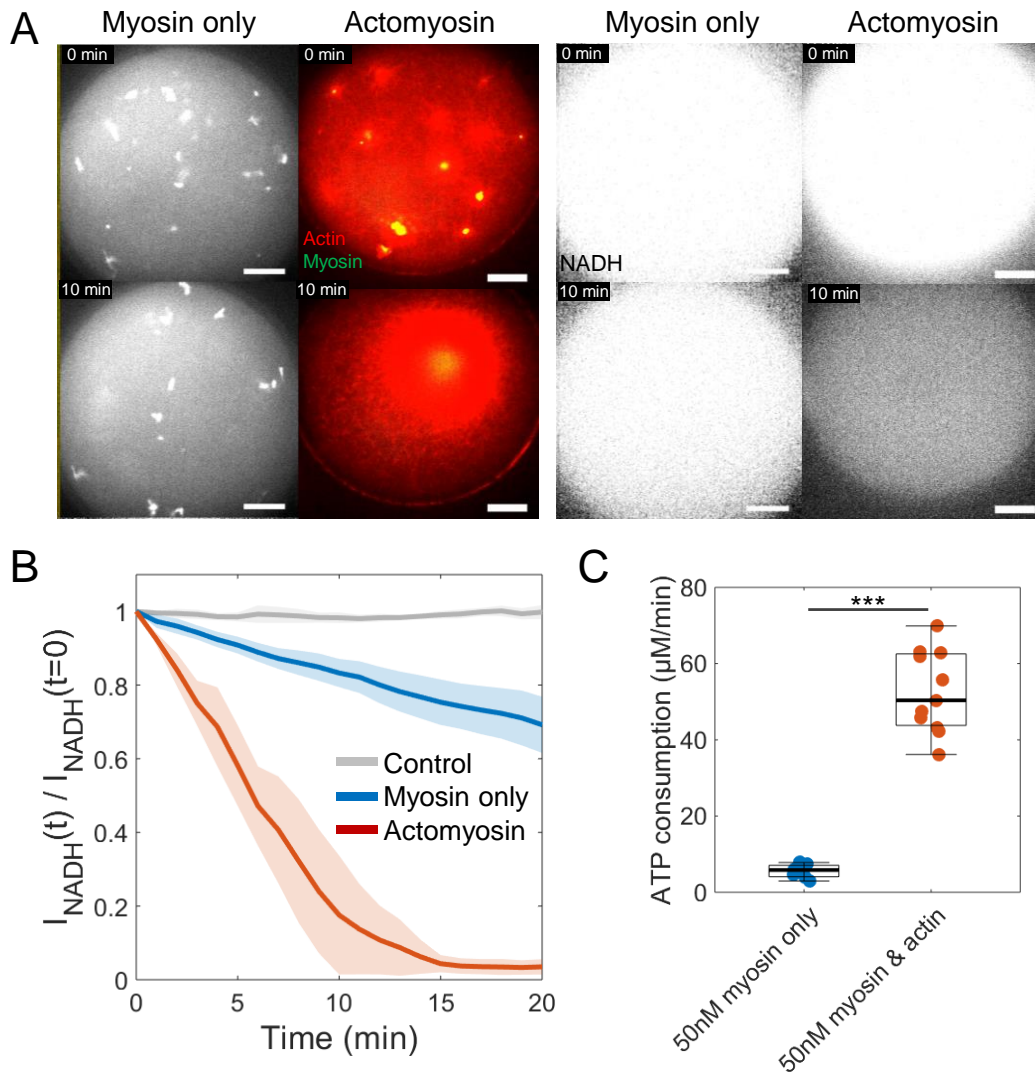 A
Myosin only
Actomyosin
Myosin only
Actomyosin
0 min
0 min
0 min
0 min
Actin
Myosin
NADH
10 min
10 min
10 min
10 min
B
I_NADH(t) / I_NADH(t=0)
1
0.8
0.6
0.4
0.2
0
Control
Myosin only
Actomyosin
0
5
10
15
20
Time (min)
C
ATP consumption (µM/min)
80
60
40
20
0
***
50nM myosin only
50nM myosin & actin